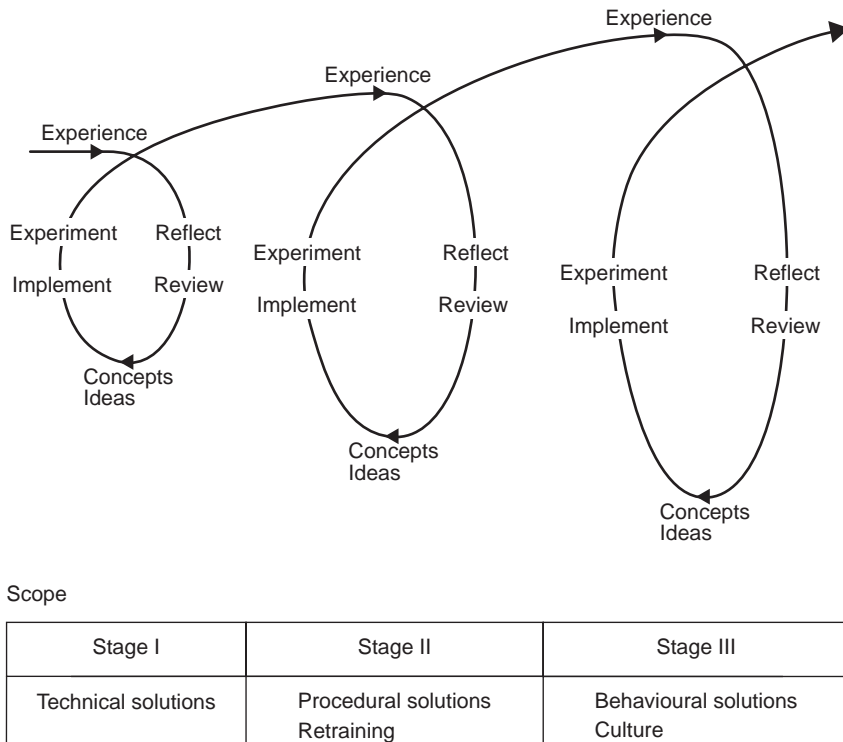 Experience
Experiment
Reflect
Implement
Review
Concepts
Ideas
Experience
Experiment
Reflect
Implement
Review
Concepts
Ideas
Experience
Experiment
Reflect
Implement
Review
Concepts
Ideas
Scope
Stage I
Stage II
Stage III
Technical solutions
Procedural solutions
Retraining
Behavioural solutions
Culture